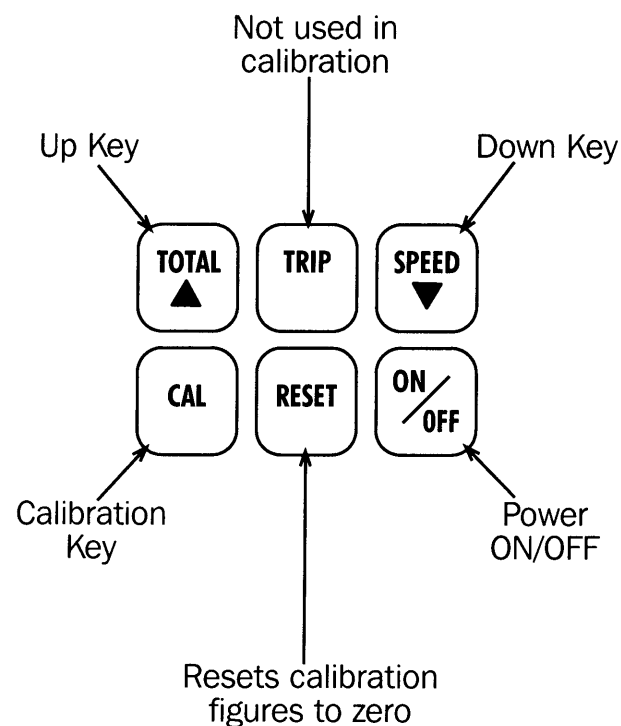 Not used in
calibration
Up Key
Down Key
TOTAL
TRIP
SPEED
CAL
RESET
ON/OFF
Calibration
Key
Power
ON/OFF
Resets calibration
figures to zero